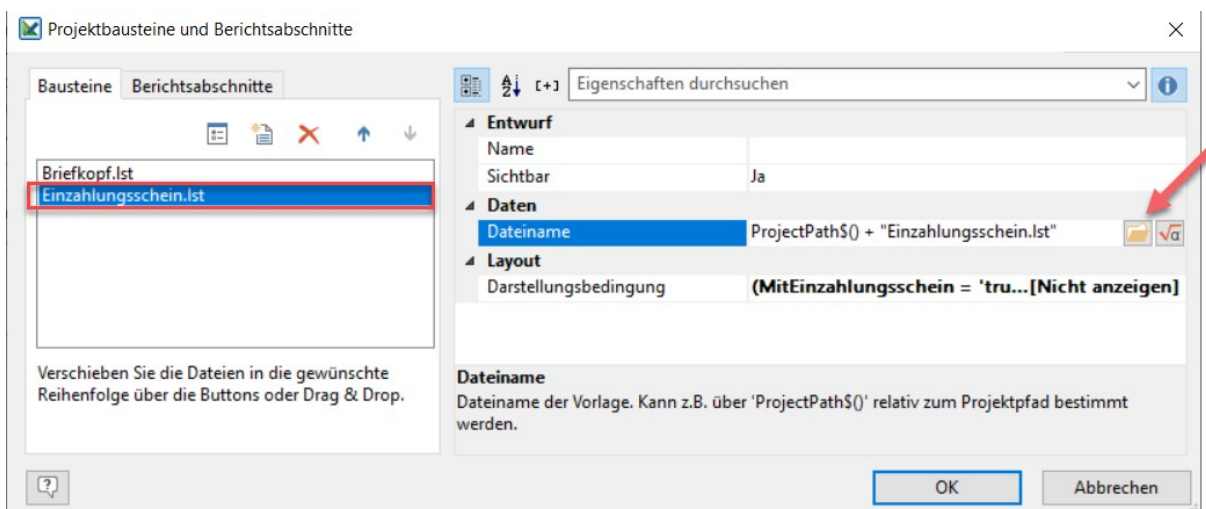 Projektbausteine und Berichtsabschnitte
Bausteine Berichtsabschnitte
Briefkopf.lst
Einzahlungsschein.lst
Verschieben Sie die Dateien in die gewünschte
Reihenfolge über die Buttons oder Drag & Drop.
Eigenschaften durchsuchen
Entwurf
Name
Sichtbar Ja
Daten
Dateiname ProjectPath$() + "Einzahlungsschein.lst"
Layout
Darstellungsbedingung (MitEinzahlungsschein = 'tru...[Nicht anzeigen]
Dateiname
Dateiname der Vorlage. Kann z.B. über 'ProjectPath$()' relativ zum Projektpfad bestimmt
werden.
OK Abbrechen